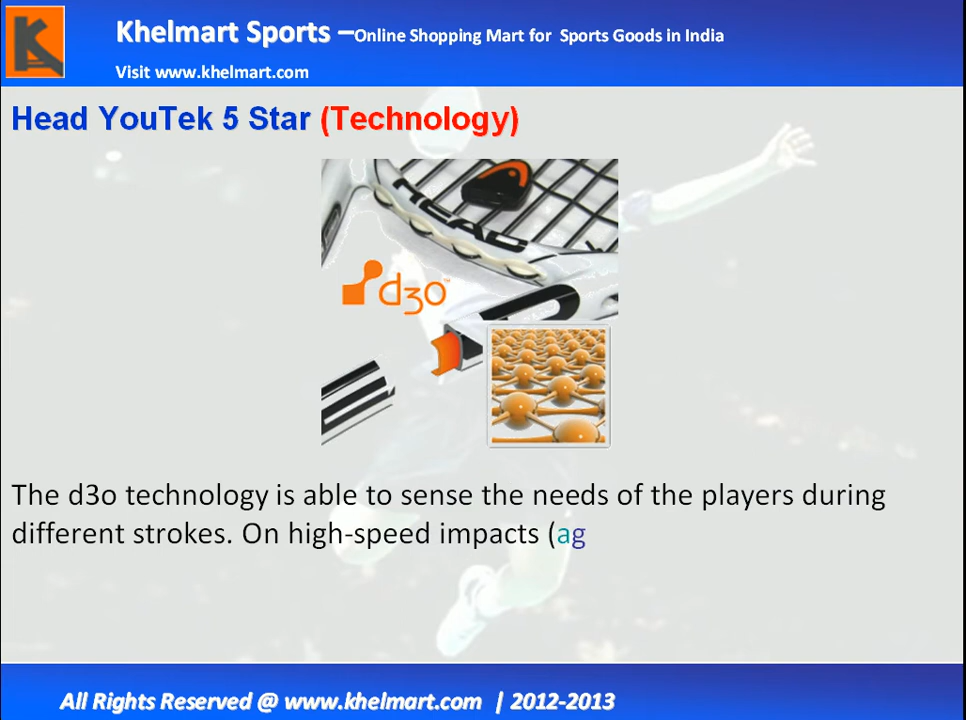 Khelmart Sports –Online Shopping Mart for Sports Goods in India
Visit www.khelmart.com
Head YouTek 5 Star (Technology)
HEAD
d3o™
The d3o technology is able to sense the needs of the players during
different strokes. On high-speed impacts (ag
All Rights Reserved @ www.khelmart.com | 2012-2013